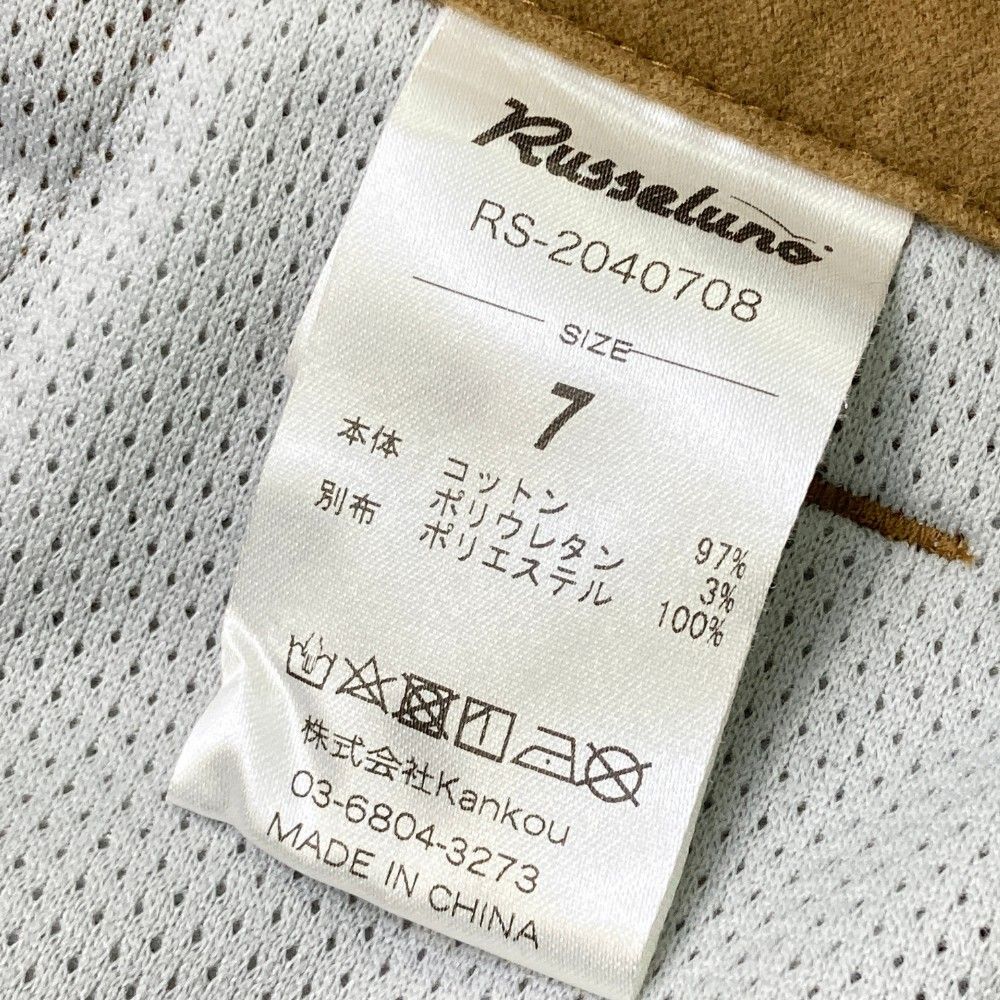 Russeluno
RS-2040708
SIZE
7
本体 コットン 97%
ポリウレタン 3%
別布 ポリエステル 100%
株式会社Kankou
03-6804-3273
MADE IN CHINA